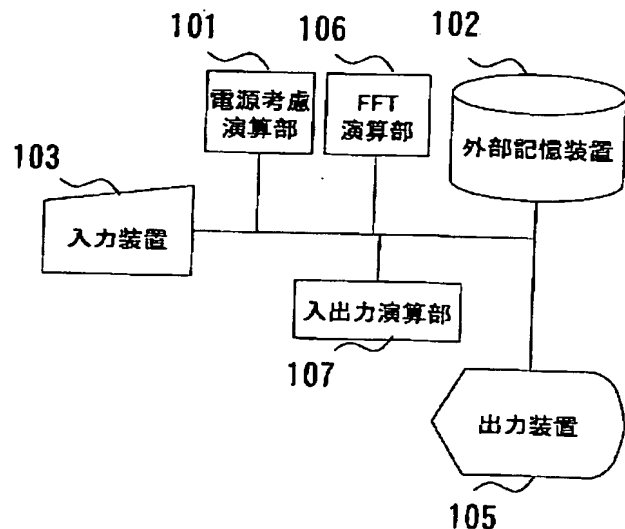 101
106
102
電源考慮
演算部
FFT
演算部
外部記憶装置
103
入力装置
入出力演算部
107
出力装置
105